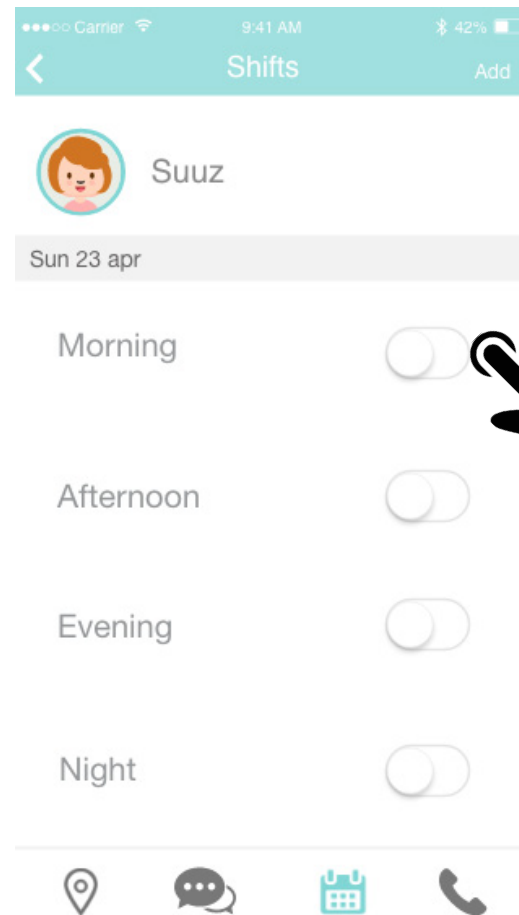 Carrier 9:41 AM 42%
Shifts Add
Suuz
Sun 23 apr
Morning
Afternoon
Evening
Night